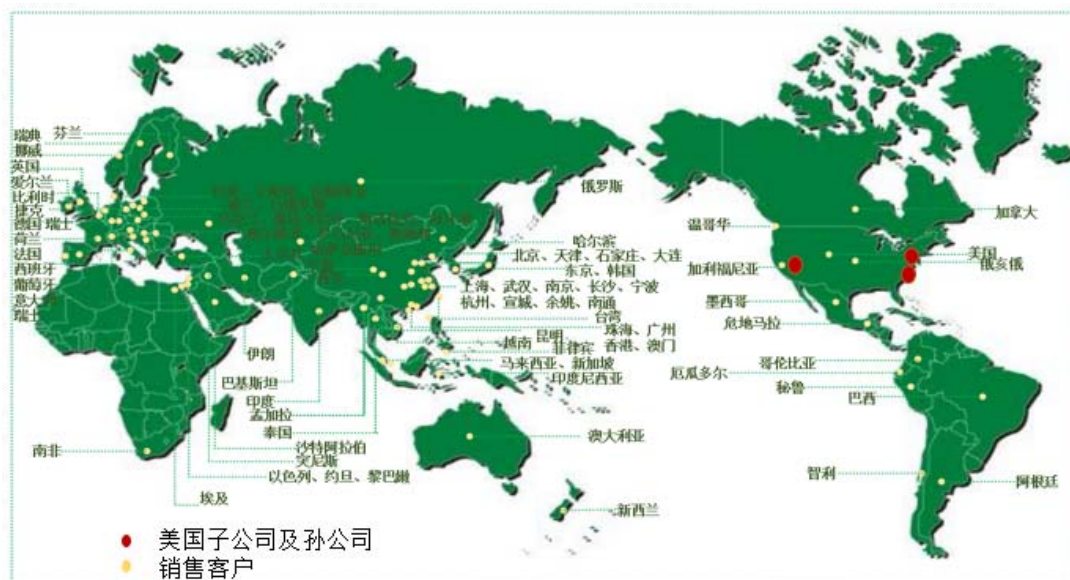 瑞典
芬兰
挪威
英国
爱尔兰
比利时
捷克
德国 瑞士
荷兰
法国
西班牙
葡萄牙
瑞士
俄罗斯
哈尔滨
北京、天津、石家庄、大连
东京、韩国
上海、武汉、南京、长沙、宁波
杭州、宣城、余姚、南通
台湾
珠海、广州
香港、澳门
昆明
越南
菲律宾
马来西亚、新加坡
印度尼西亚
伊朗
巴基斯坦
印度
孟加拉
泰国
沙特阿拉伯
突尼斯
以色列、约旦、黎巴嫩
埃及
南非
澳大利亚
新西兰
温哥华
加拿大
加利福尼亚
美国
俄亥俄
墨西哥
危地马拉
哥伦比亚
厄瓜多尔
秘鲁
巴西
智利
阿根廷
美国子公司及孙公司
销售客户